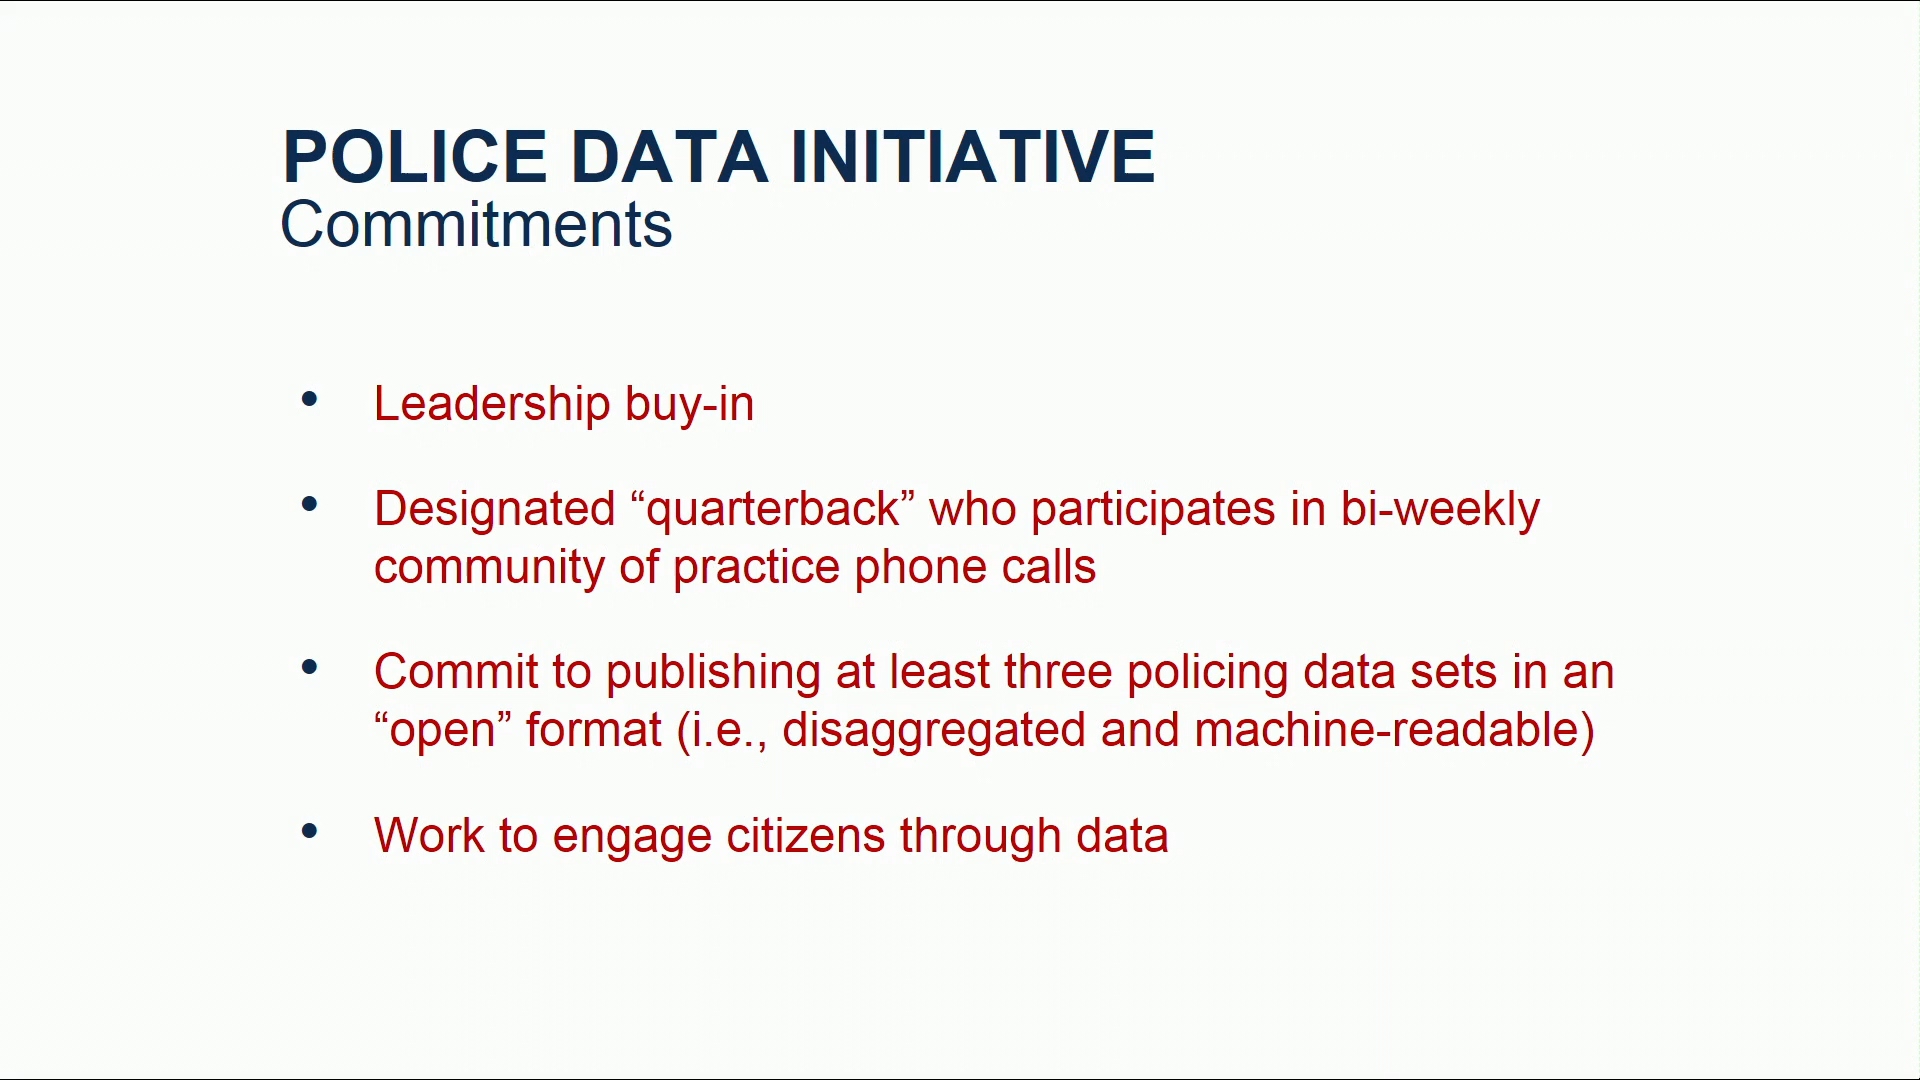 POLICE DATA INITIATIVE
Commitments
• Leadership buy-in
• Designated “quarterback” who participates in bi-weekly
community of practice phone calls
• Commit to publishing at least three policing data sets in an
“open” format (i.e., disaggregated and machine-readable)
• Work to engage citizens through data